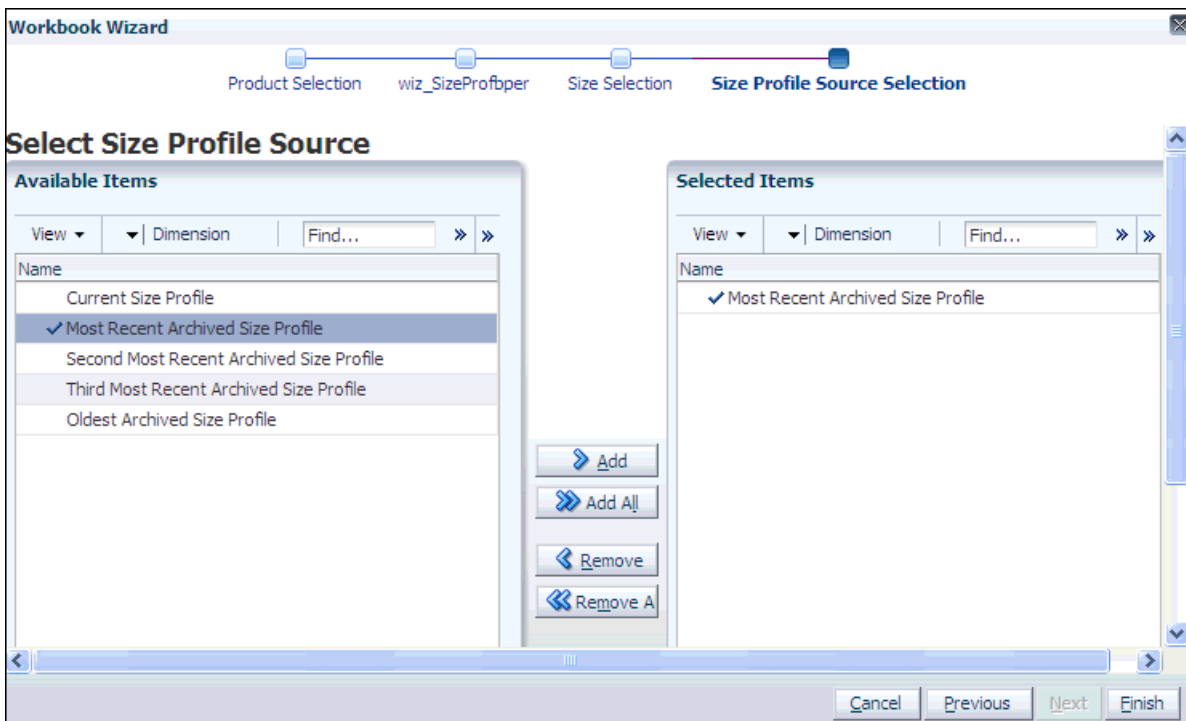 Workbook Wizard
Product Selection wiz_SizeProfbper Size Selection Size Profile Source Selection
Select Size Profile Source
Available Items
View Dimension Find...
Name
Current Size Profile
Most Recent Archived Size Profile
Second Most Recent Archived Size Profile
Third Most Recent Archived Size Profile
Oldest Archived Size Profile
Add
Add All
Remove
Remove A
Selected Items
View Dimension Find...
Name
Most Recent Archived Size Profile
Cancel Previous Next Finish